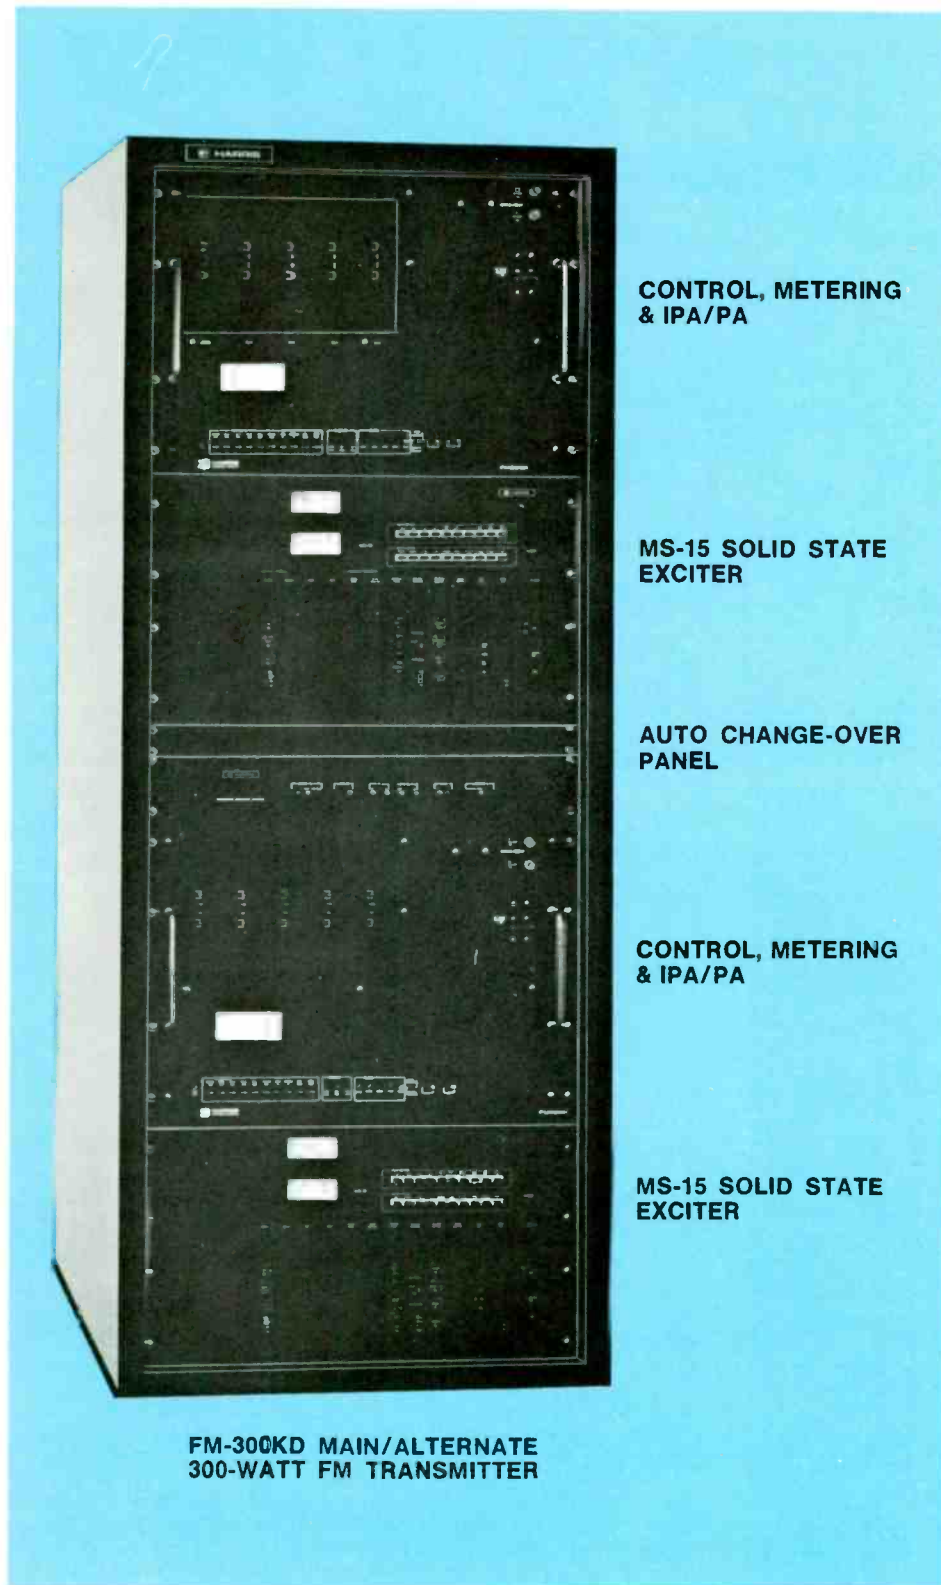 HARRIS
CONTROL, METERING
& IPA/PA
MS-15 SOLID STATE
EXCITER
AUTO CHANGE-OVER
PANEL
CONTROL, METERING
& IPA/PA
MS-15 SOLID STATE
EXCITER
FM-300KD MAIN/ALTERNATE
300-WATT FM TRANSMITTER